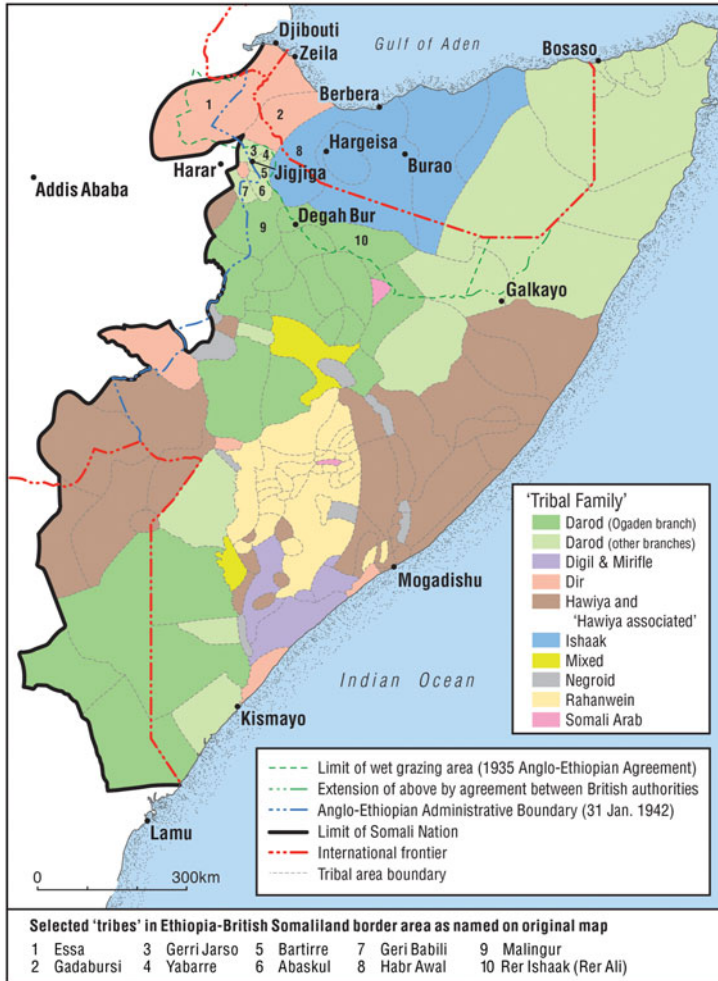 Djibouti
Zeila
Gulf of Aden
Bosaso
Berbera
1
2
3
4
8
Hargeisa
Burao
Harar
5
Jigjiga
Addis Ababa
7
6
Degah Bur
9
10
Galkayo
'Tribal Family'
Darod (Ogaden branch)
Darod (other branches)
Digil & Mirifle
Dir
Hawiya and
'Hawiya associated'
Ishaak
Mixed
Negroid
Rahanwein
Somali Arab
Mogadishu
Indian Ocean
Kismayo
Lamu
Limit of wet grazing area (1935 Anglo-Ethiopian Agreement)
Extension of above by agreement between British authorities
Anglo-Ethiopian Administrative Boundary (31 Jan. 1942)
Limit of Somali Nation
International frontier
Tribal area boundary
0 300km
Selected 'tribes' in Ethiopia-British Somaliland border area as named on original map
1 Essa 3 Gerri Jarso 5 Bartirre 7 Geri Babili 9 Malingur
2 Gadabursi 4 Yabarre 6 Abaskul 8 Habr Awal 10 Rer Ishaak (Rer Ali)